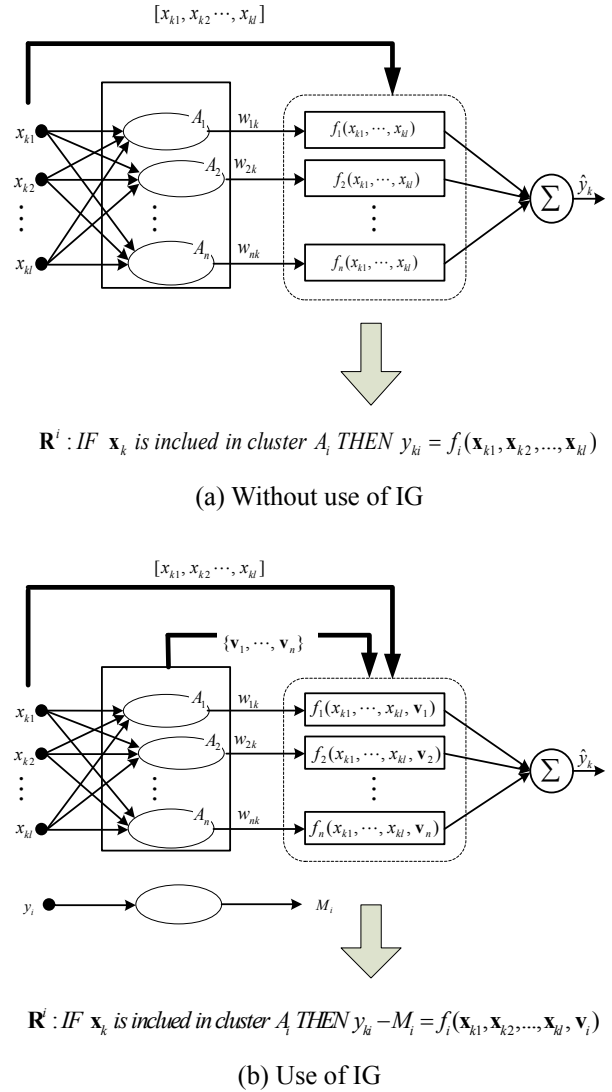 [x_{k1}, x_{k2} ⋯, x_{kl}]
A_1 w_{1k} f_1(x_{k1}, ⋯, x_{kl})
x_{k1}
A_2 w_{2k} f_2(x_{k1}, ⋯, x_{kl})
x_{k2}
⋮ ⋮ ⋮
∑ ŷ_k
x_{kl}
A_n w_{nk} f_n(x_{k1}, ⋯, x_{kl})
R^i : IF x_k is inclued in cluster A_i THEN y_{ki} = f_i(x_{k1}, x_{k2}, ..., x_{kl})
(a) Without use of IG
[x_{k1}, x_{k2} ⋯, x_{kl}]
{v_1, ⋯, v_n}
A_1 w_{1k} f_1(x_{k1}, ⋯, x_{kl}, v_1)
x_{k1}
A_2 w_{2k} f_2(x_{k1}, ⋯, x_{kl}, v_2)
x_{k2}
⋮ ⋮ ⋮
∑ ŷ_k
x_{kl}
A_n w_{nk} f_n(x_{k1}, ⋯, x_{kl}, v_n)
y_i M_i
R^i : IF x_k is inclued in cluster A_i THEN y_{ki} − M_i = f_i(x_{k1}, x_{k2}, ..., x_{kl}, v_i)
(b) Use of IG